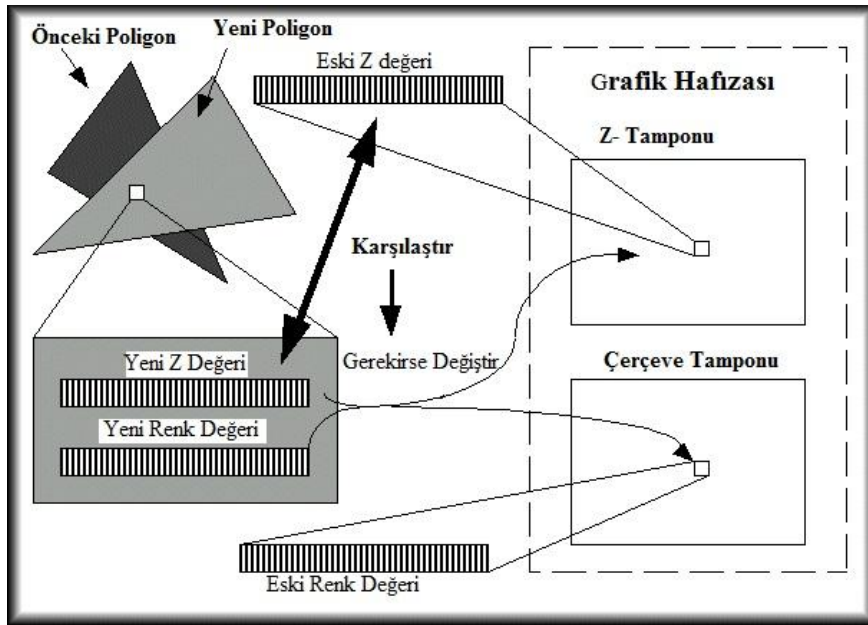 Önceki Poligon
Yeni Poligon
Eski Z değeri
Grafik Hafızası
Z- Tamponu
Karşılaştır
Gerekirse Değiştir
Yeni Z Değeri
Yeni Renk Değeri
Çerçeve Tamponu
Eski Renk Değeri